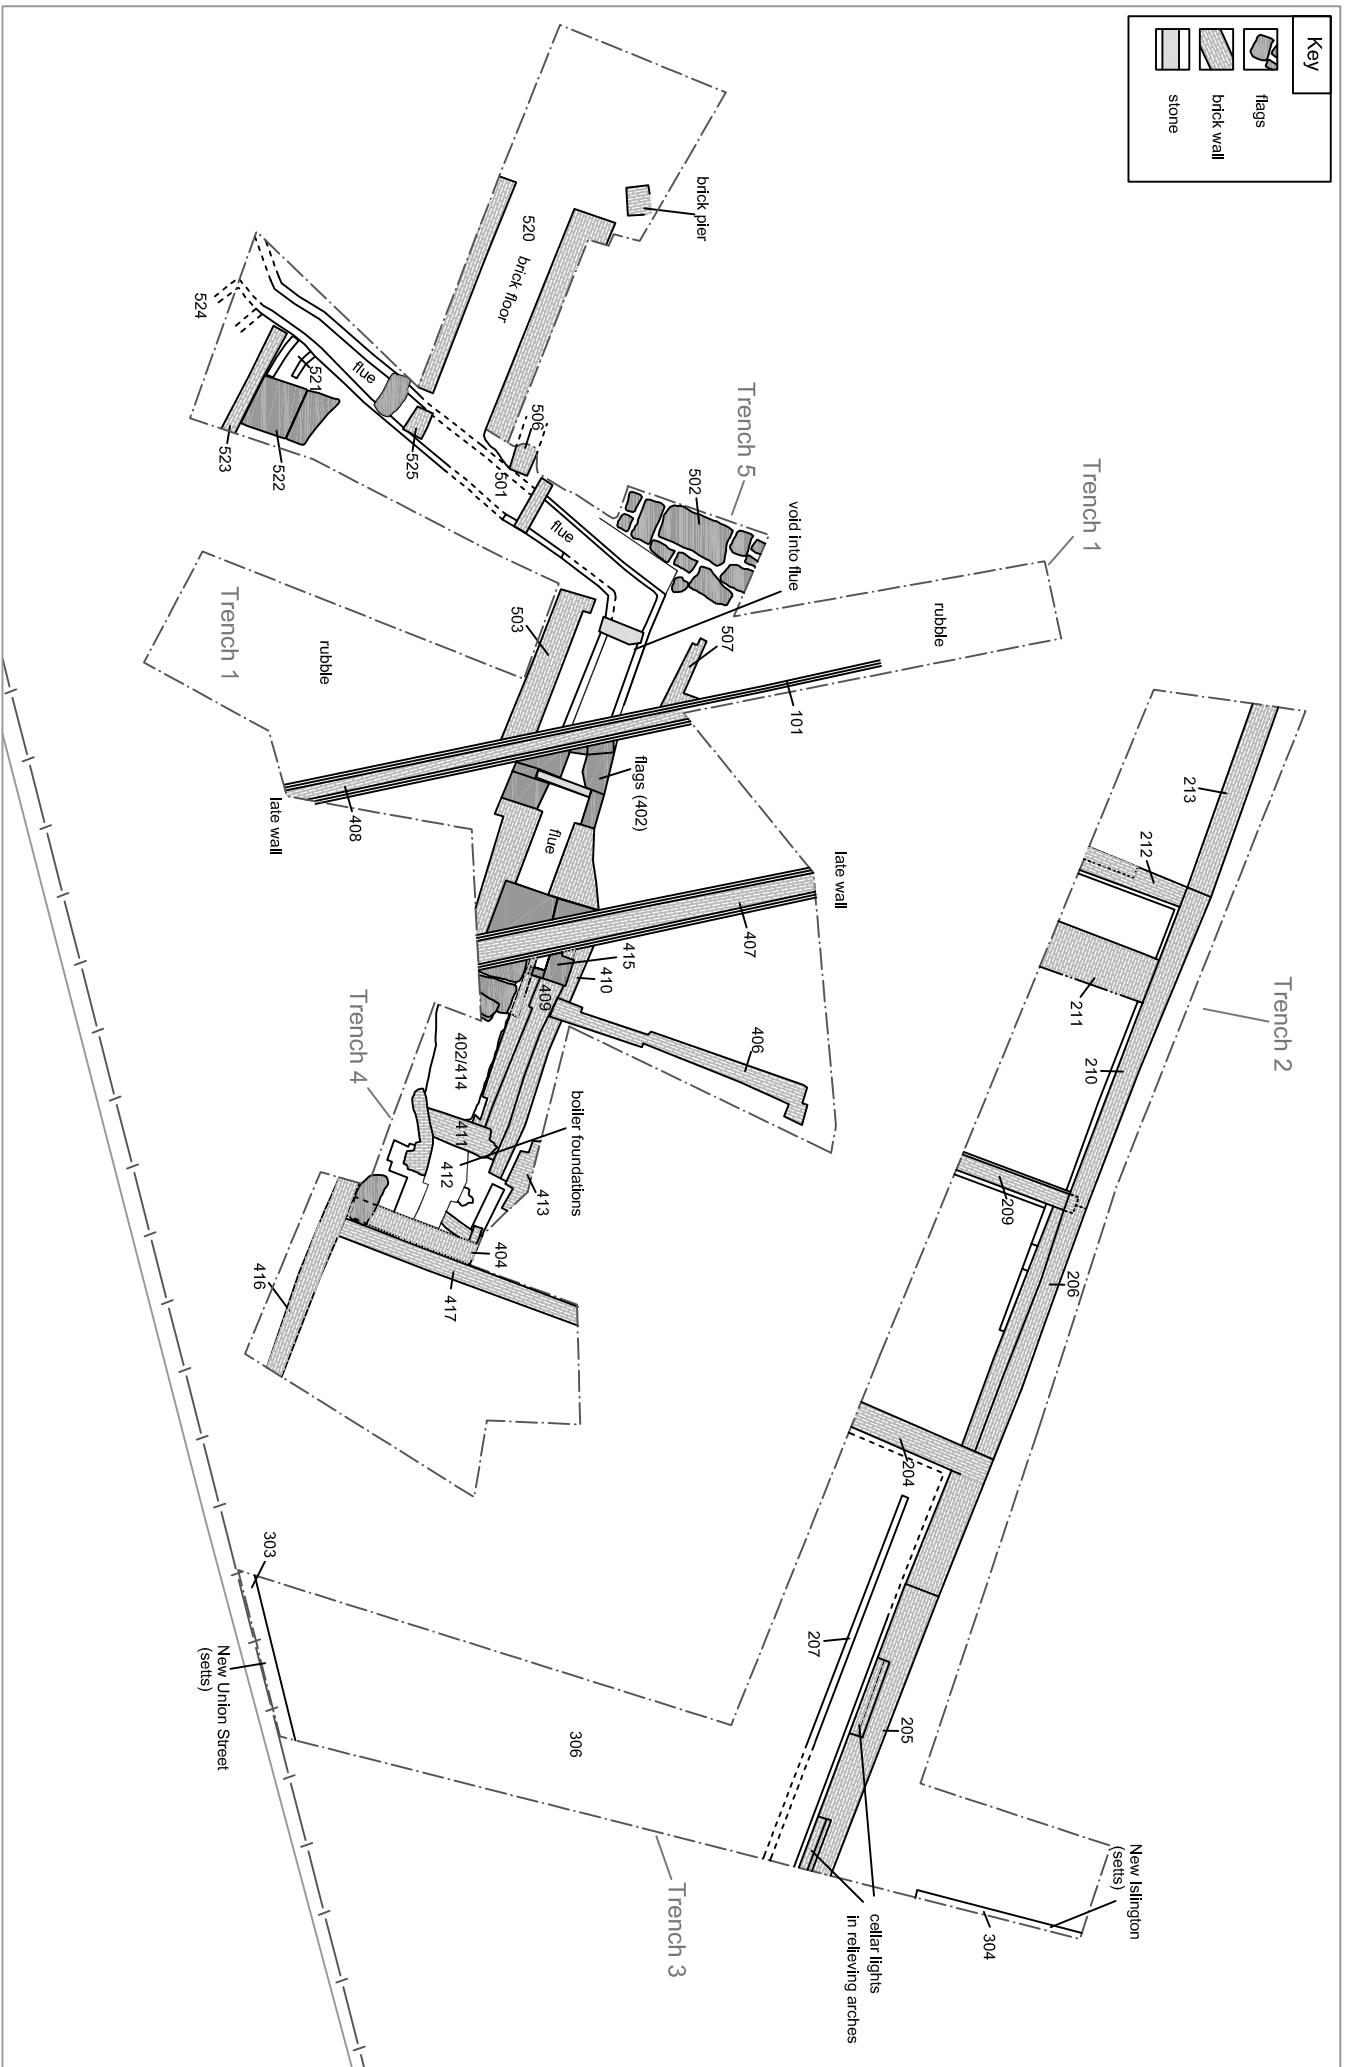 Key
flags
brick wall
stone
New Islington
(setts)
304
cellar lights
in relieving arches
Trench 2
213
212
211
210
209
206
204
205
207
Trench 3
306
303
New Union Street
(setts)
Trench 1
rubble
101
void into flue
Trench 5
502
507
brick pier
520
brick floor
506
501
flue
503
flue
521
525
524
523
522
Trench 1
rubble
late wall
408
flags (402)
flue
late wall
407
415
410
409
406
402/414
Trench 4
411
412
boiler foundations
413
404
417
416